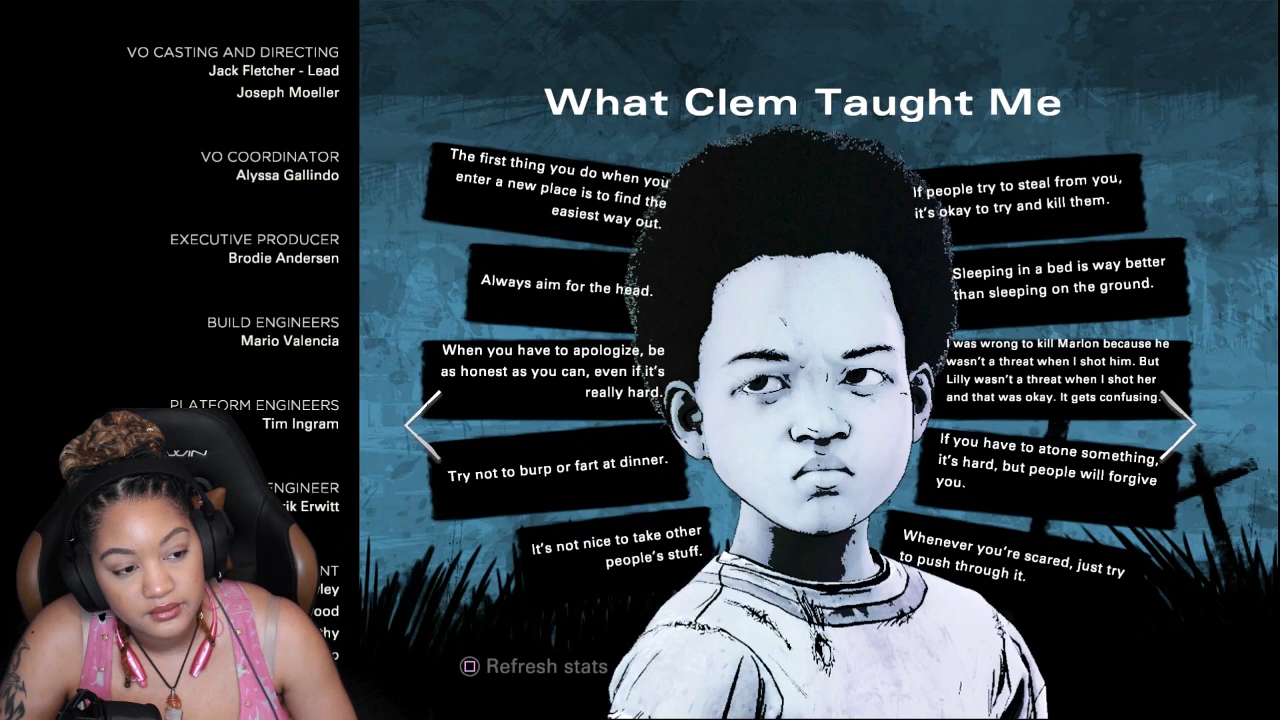 VO CASTING AND DIRECTING
Jack Fletcher - Lead
Joseph Moeller
VO COORDINATOR
Alyssa Gallindo
EXECUTIVE PRODUCER
Brodie Andersen
BUILD ENGINEERS
Mario Valencia
PLATFORM ENGINEERS
Tim Ingram
ENGINEER
Erwitt
What Clem Taught Me
The first thing you do when you
enter a new place is to find the
easiest way out.
Always aim for the head.
When you have to apologize, be
as honest as you can, even if it's
really hard.
Try not to burp or fart at dinner.
It's not nice to take other
people's stuff.
If people try to steal from you,
it's okay to try and kill them.
Sleeping in a bed is way better
than sleeping on the ground.
I was wrong to kill Marlon because he
wasn't a threat when I shot him. But
Lilly wasn't a threat when I shot her
and that was okay. It gets confusing.
If you have to atone something,
it's hard, but people will forgive
you.
Whenever you're scared, just try
to push through it.
Refresh stats